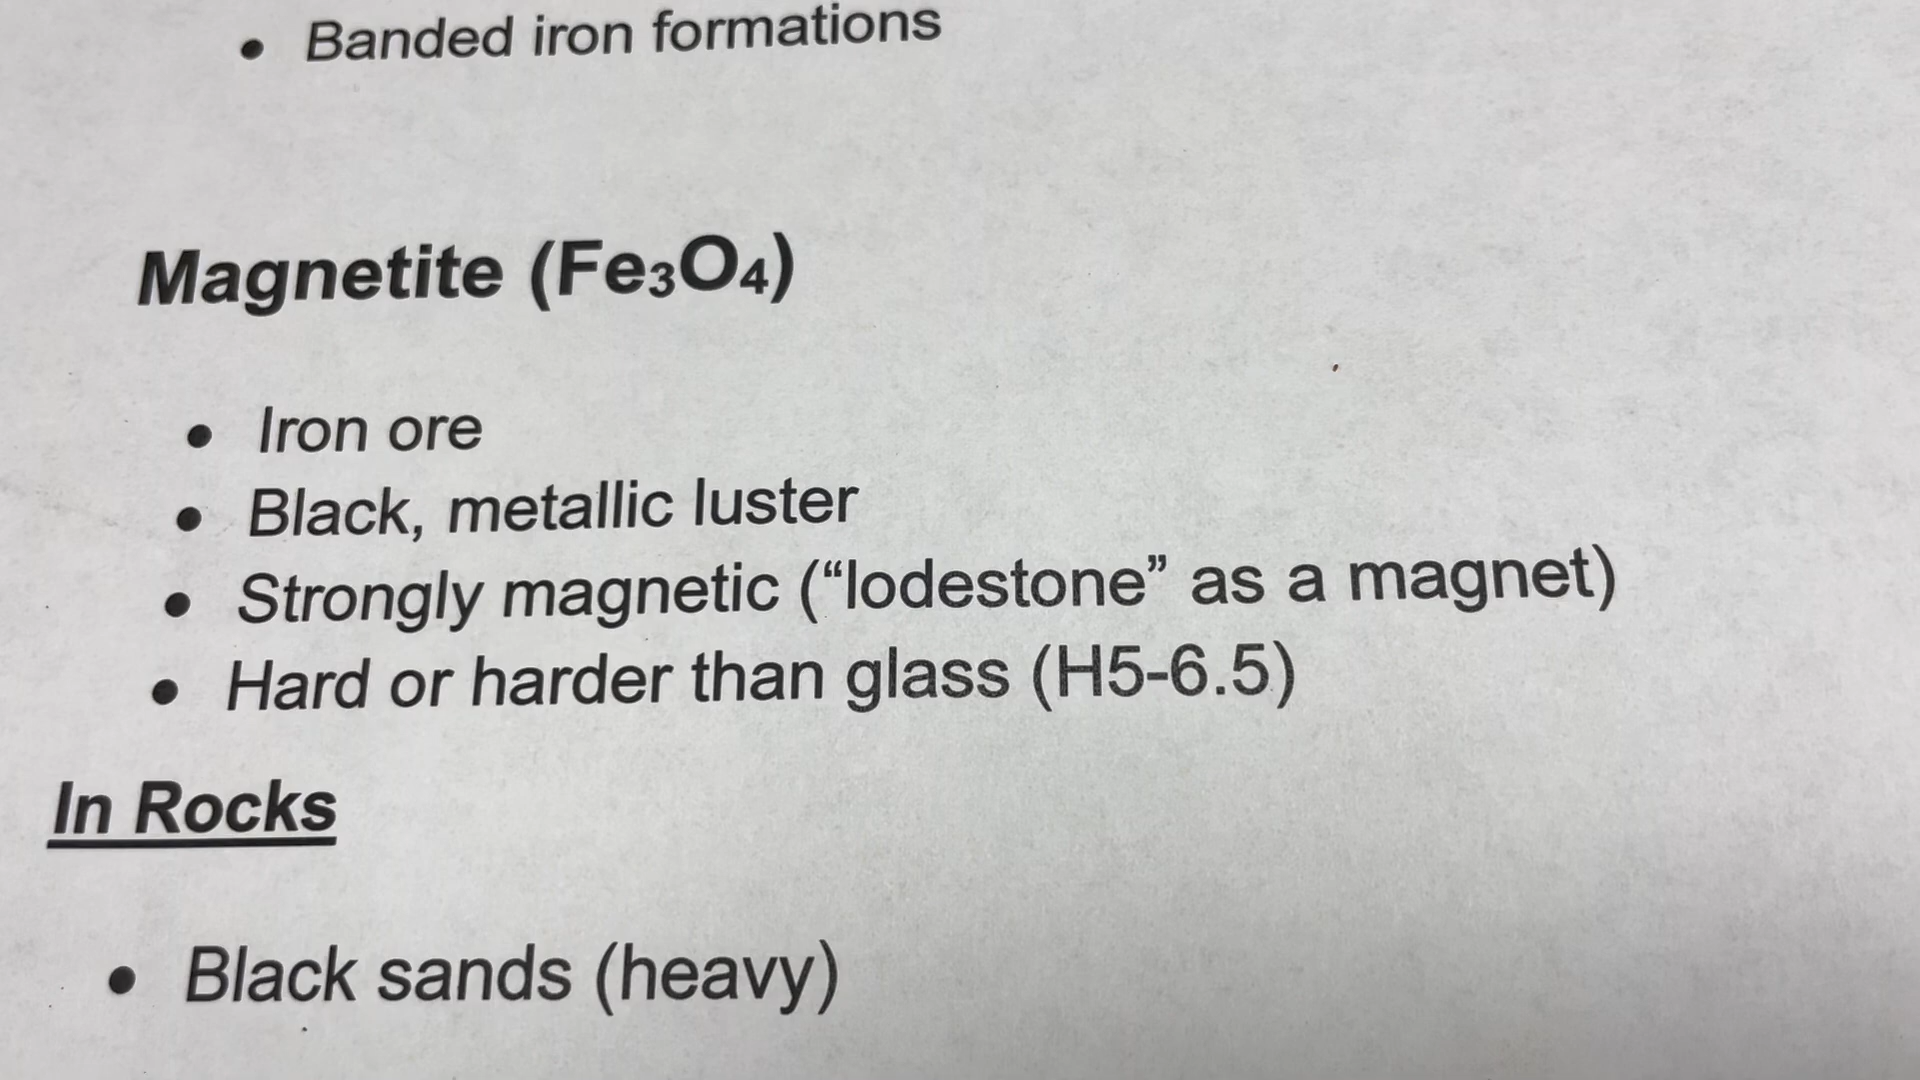 • Banded iron formations
Magnetite (Fe₃O₄)
• Iron ore
• Black, metallic luster
• Strongly magnetic (“lodestone” as a magnet)
• Hard or harder than glass (H5-6.5)
In Rocks
• Black sands (heavy)